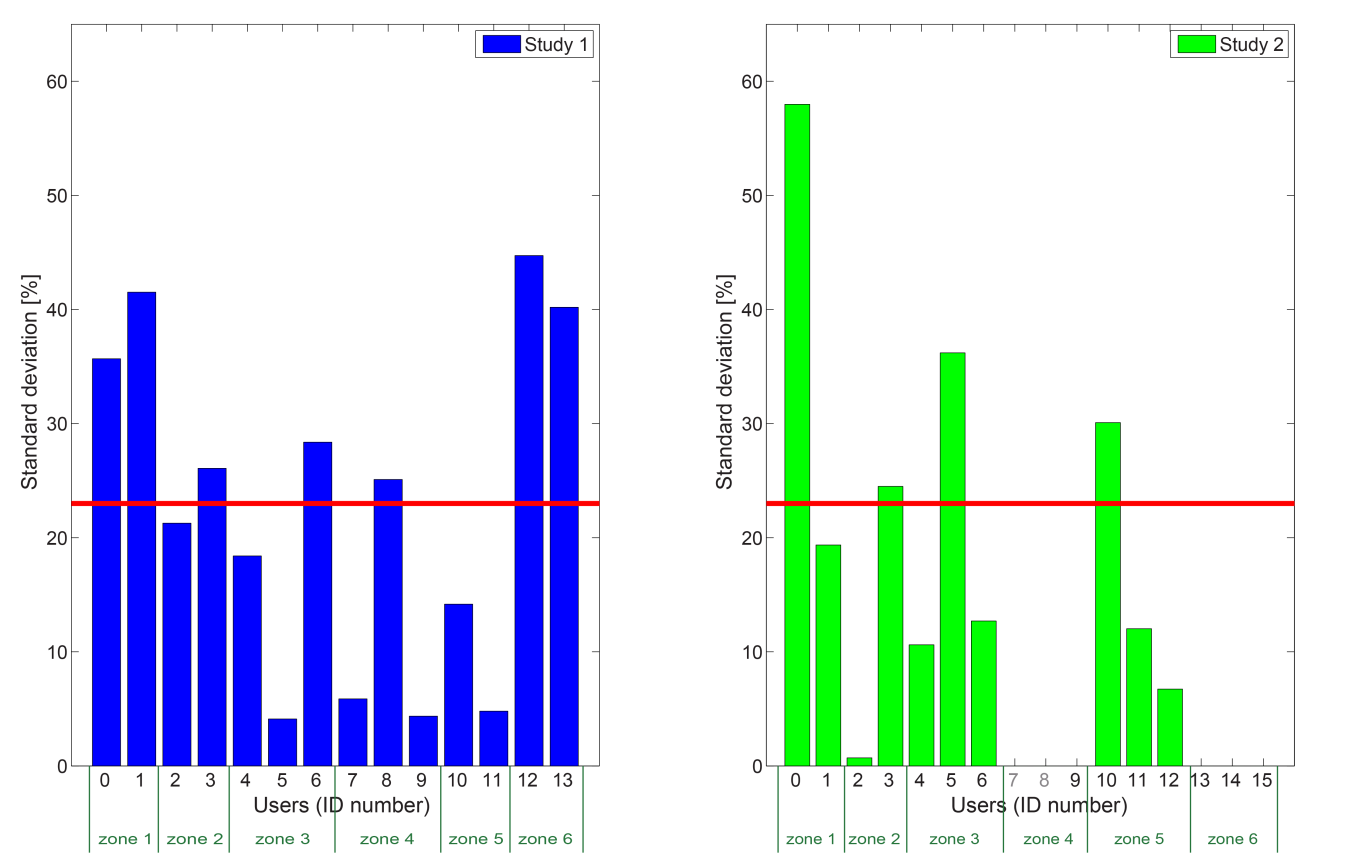 Study 1
60
50
40
30
20
10
0
Standard deviation [%]
0 1 2 3 4 5 6 7 8 9 10 11 12 13
Users (ID number)
zone 1 zone 2 zone 3 zone 4 zone 5 zone 6
Study 2
60
50
40
30
20
10
0
Standard deviation [%]
0 1 2 3 4 5 6 7 8 9 10 11 12 13 14 15
Users (ID number)
zone 1 zone 2 zone 3 zone 4 zone 5 zone 6